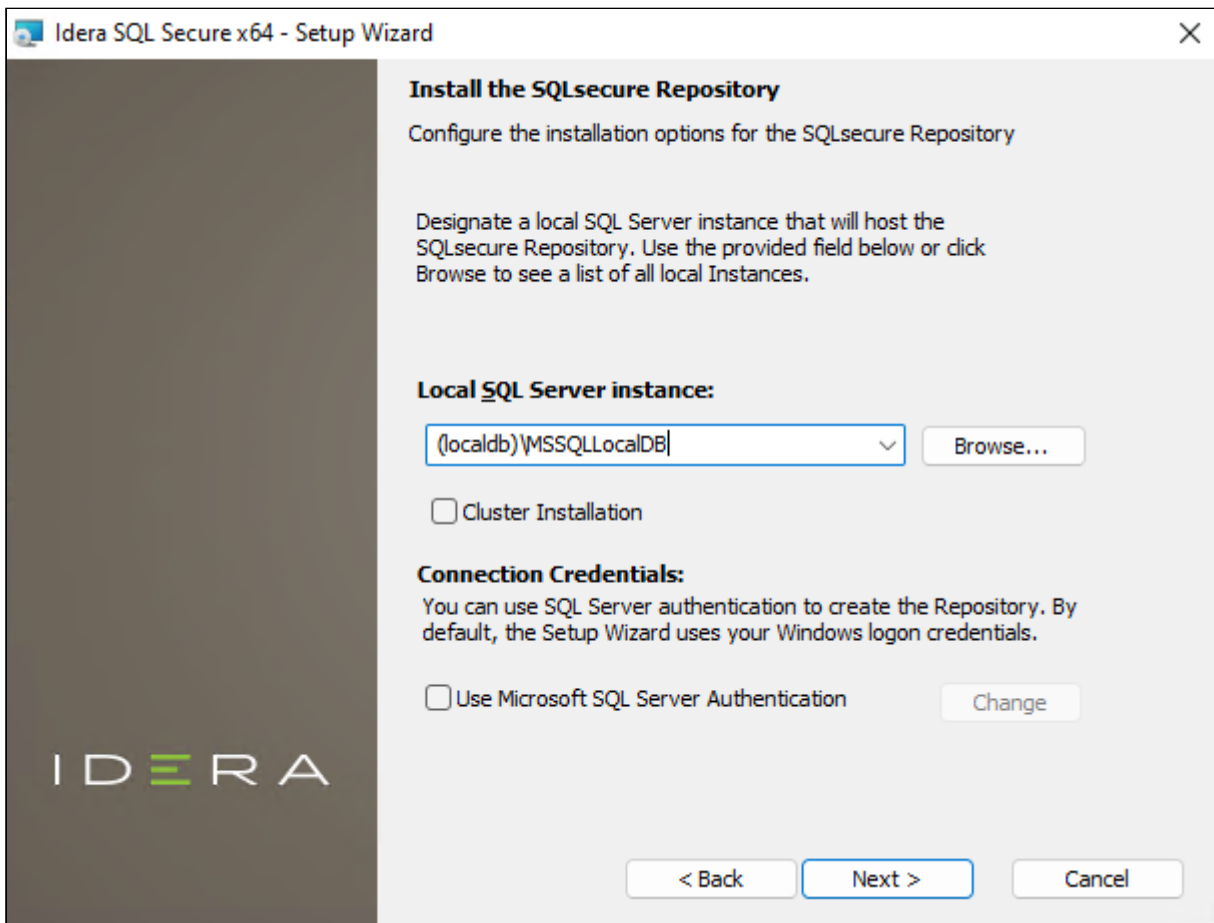 Idera SQL Secure x64 - Setup Wizard
Install the SQLsecure Repository
Configure the installation options for the SQLsecure Repository
Designate a local SQL Server instance that will host the
SQLsecure Repository. Use the provided field below or click
Browse to see a list of all local Instances.
Local SQL Server instance:
(localdb)\MSSQLLocalDB
Browse...
Cluster Installation
Connection Credentials:
You can use SQL Server authentication to create the Repository. By
default, the Setup Wizard uses your Windows logon credentials.
Use Microsoft SQL Server Authentication
Change
IDERA
< Back
Next >
Cancel